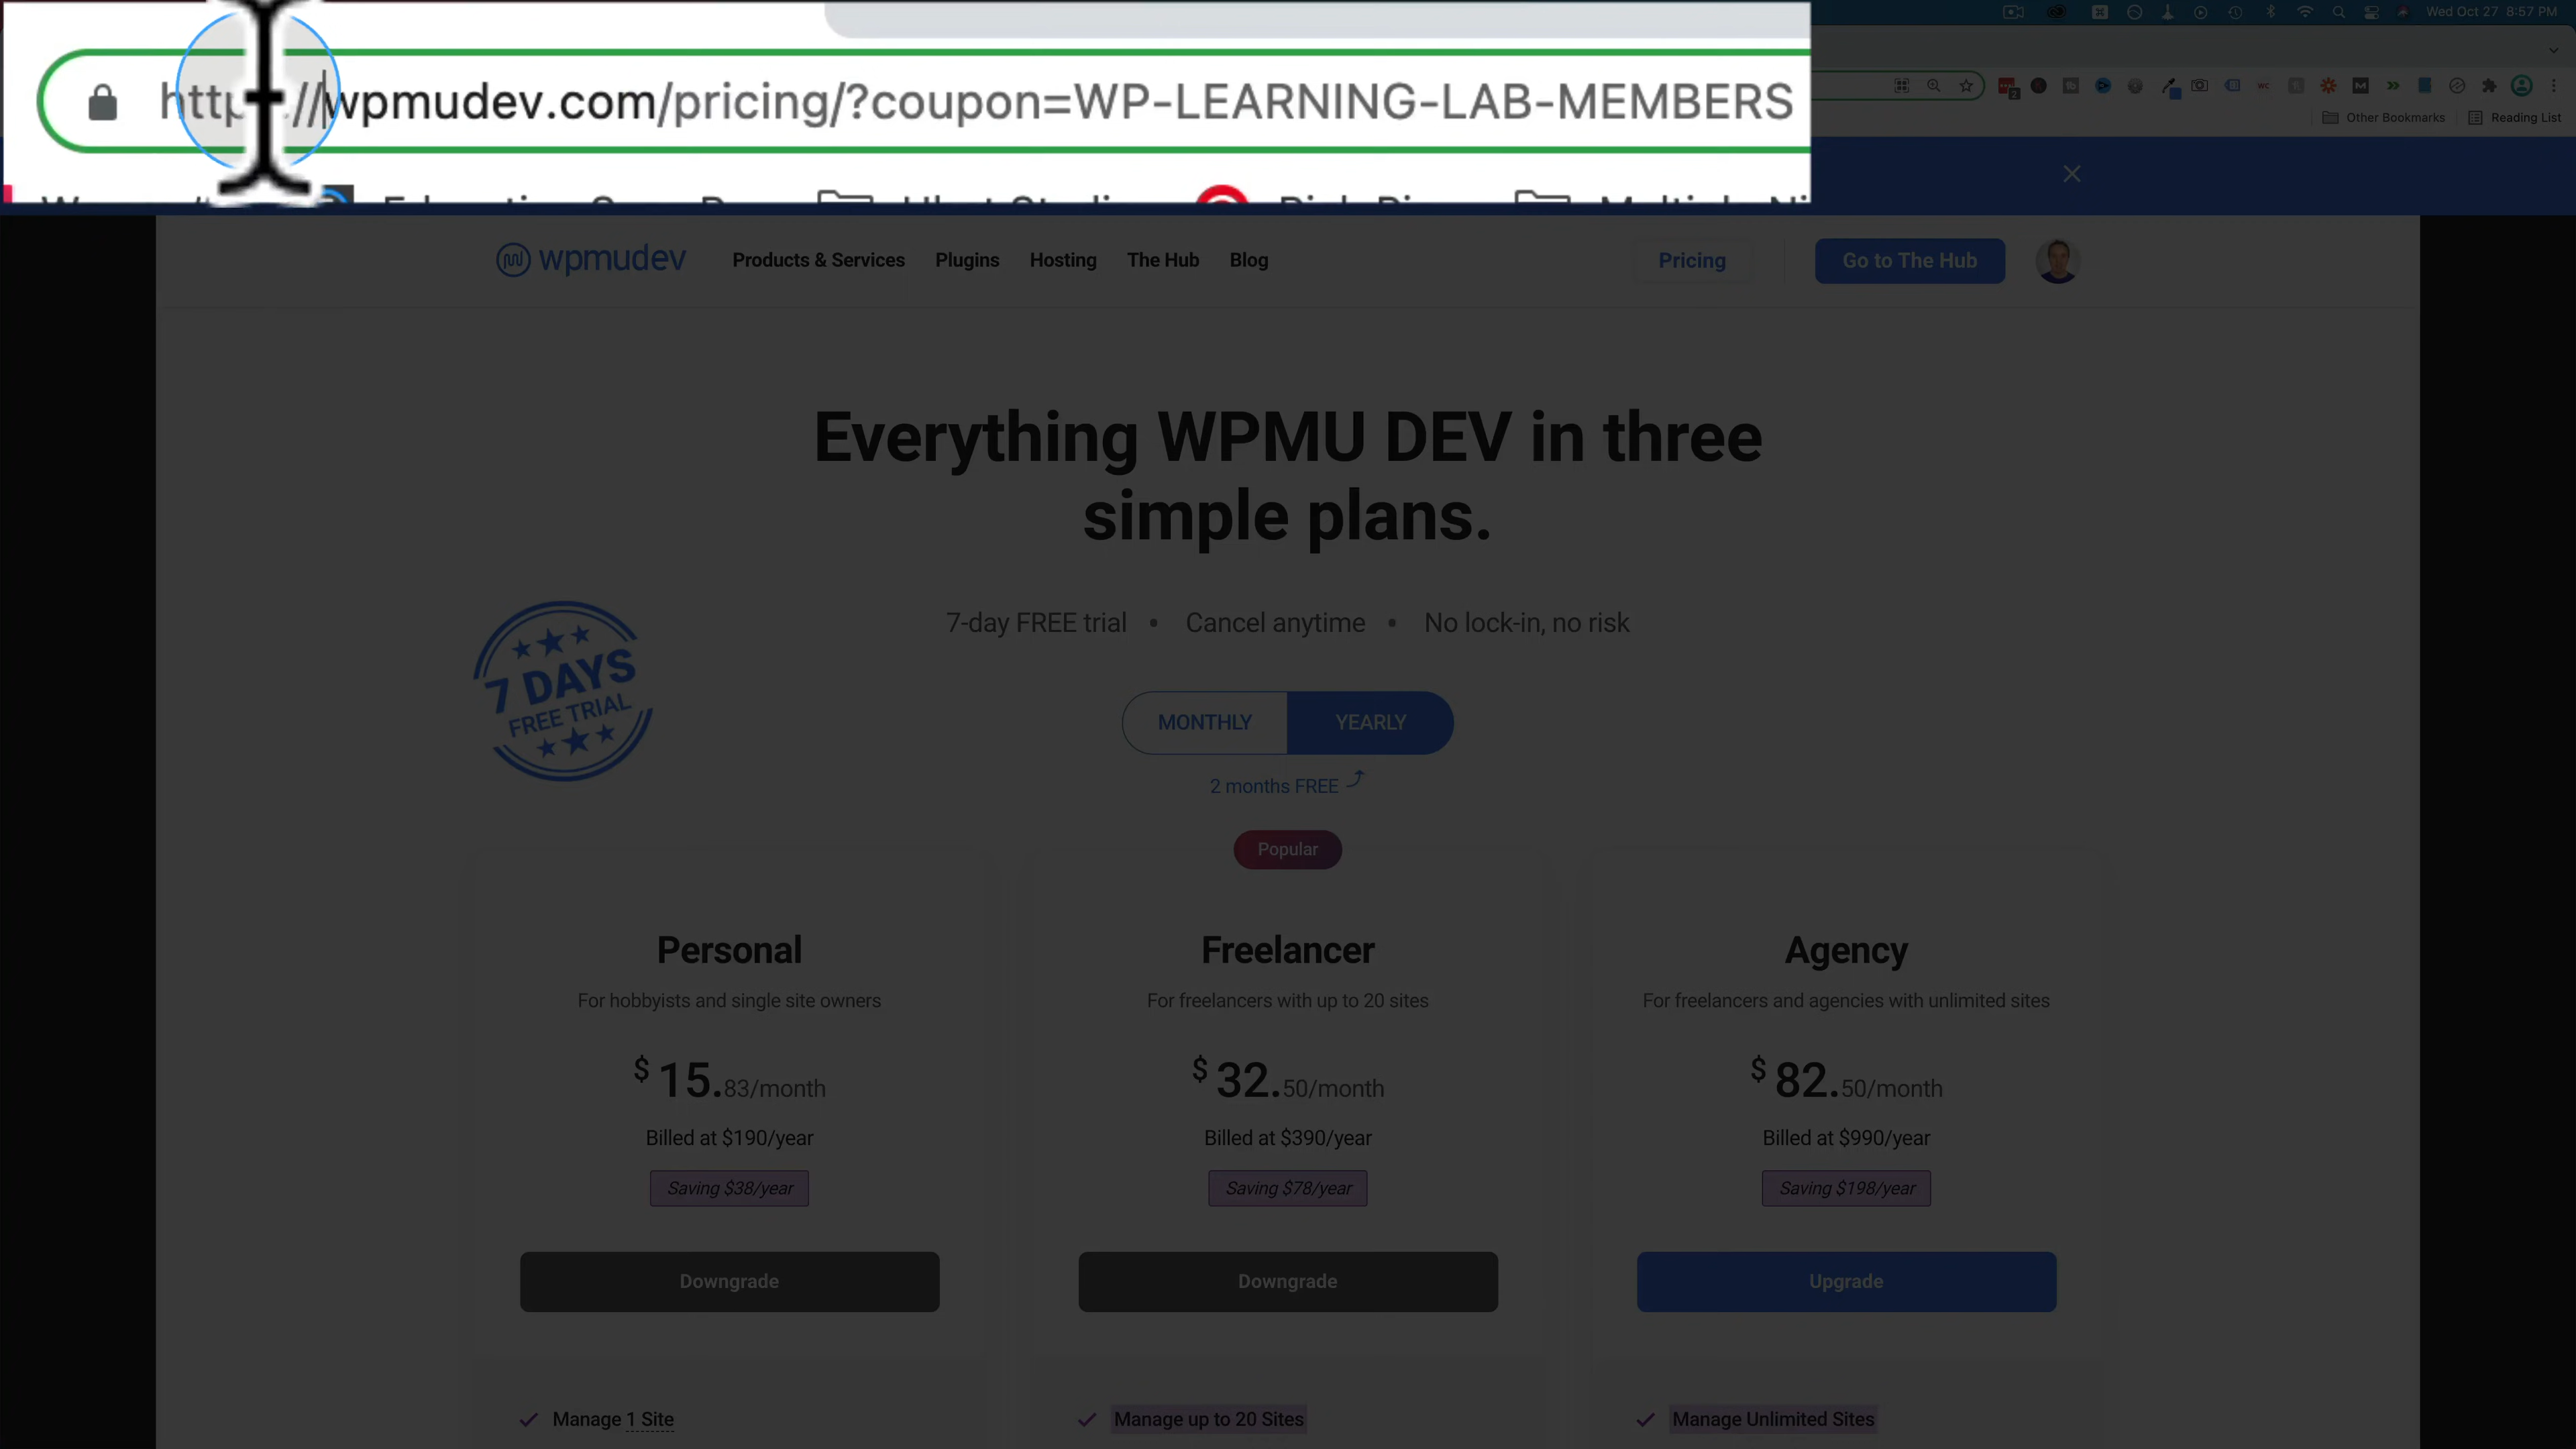 Wed Oct 27 8:57 PM
wpmudev.com/pricing/?coupon=WP-LEARNING-LAB-MEMBERS
Other Bookmarks
Reading List
wpmudev
Products & Services
Plugins
Hosting
The Hub
Blog
Pricing
Go to The Hub
Everything WPMU DEV in three
simple plans.
7-day FREE trial • Cancel anytime • No lock-in, no risk
7 DAYS
FREE TRIAL
MONTHLY
YEARLY
2 months FREE
Popular
Personal
For hobbyists and single site owners
$ 15.83/month
Billed at $190/year
Saving $38/year
Downgrade
Manage 1 Site
Freelancer
For freelancers with up to 20 sites
$ 32.50/month
Billed at $390/year
Saving $78/year
Downgrade
Manage up to 20 Sites
Agency
For freelancers and agencies with unlimited sites
$ 82.50/month
Billed at $990/year
Saving $198/year
Upgrade
Manage Unlimited Sites